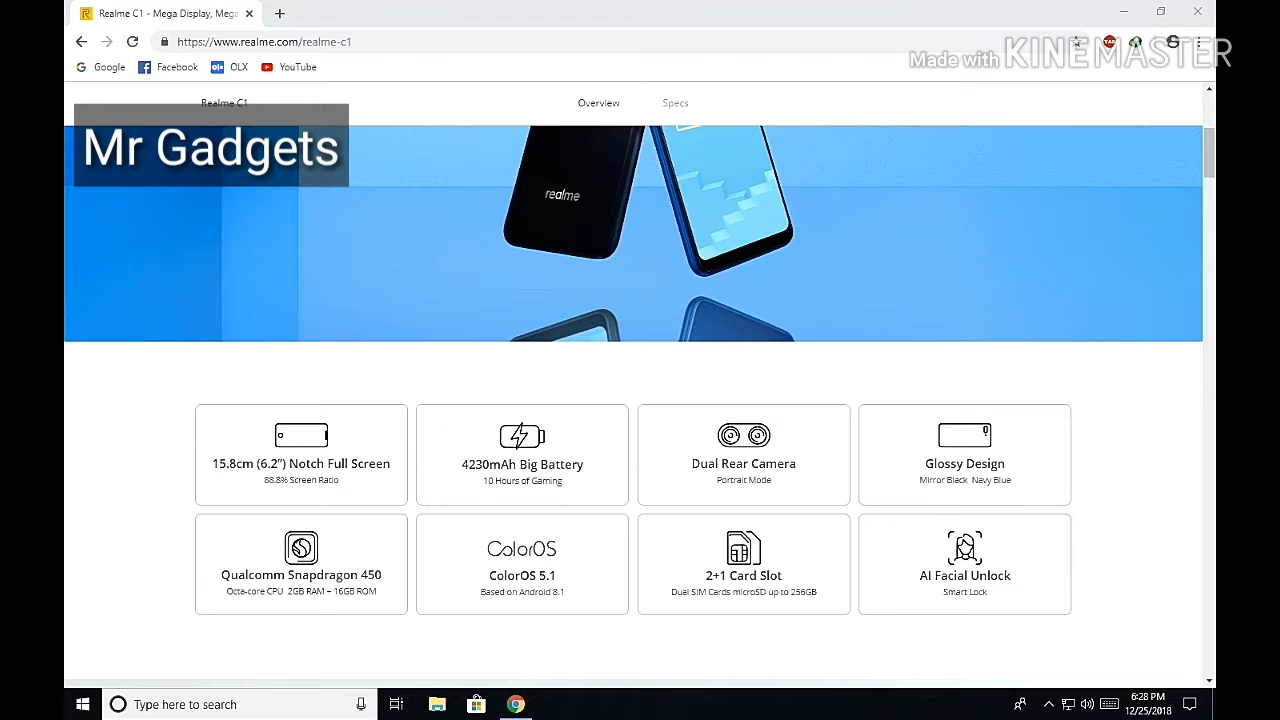 Realme C1 - Mega Display, Mega
https://www.realme.com/realme-c1
Made with KINEMASTER
Google Facebook OLX YouTube
Realme C1
Overview Specs
Mr Gadgets
realme
15.8cm (6.2”) Notch Full Screen
88.8% Screen Ratio
4230mAh Big Battery
10 Hours of Gaming
Dual Rear Camera
Portrait Mode
Glossy Design
Mirror Black Navy Blue
Qualcomm Snapdragon 450
Octa-core CPU 2GB RAM – 16GB ROM
ColorOS
ColorOS 5.1
Based on Android 8.1
2+1 Card Slot
Dual SIM Cards microSD up to 256GB
AI Facial Unlock
Smart Lock
Type here to search
6:28 PM
12/25/2018